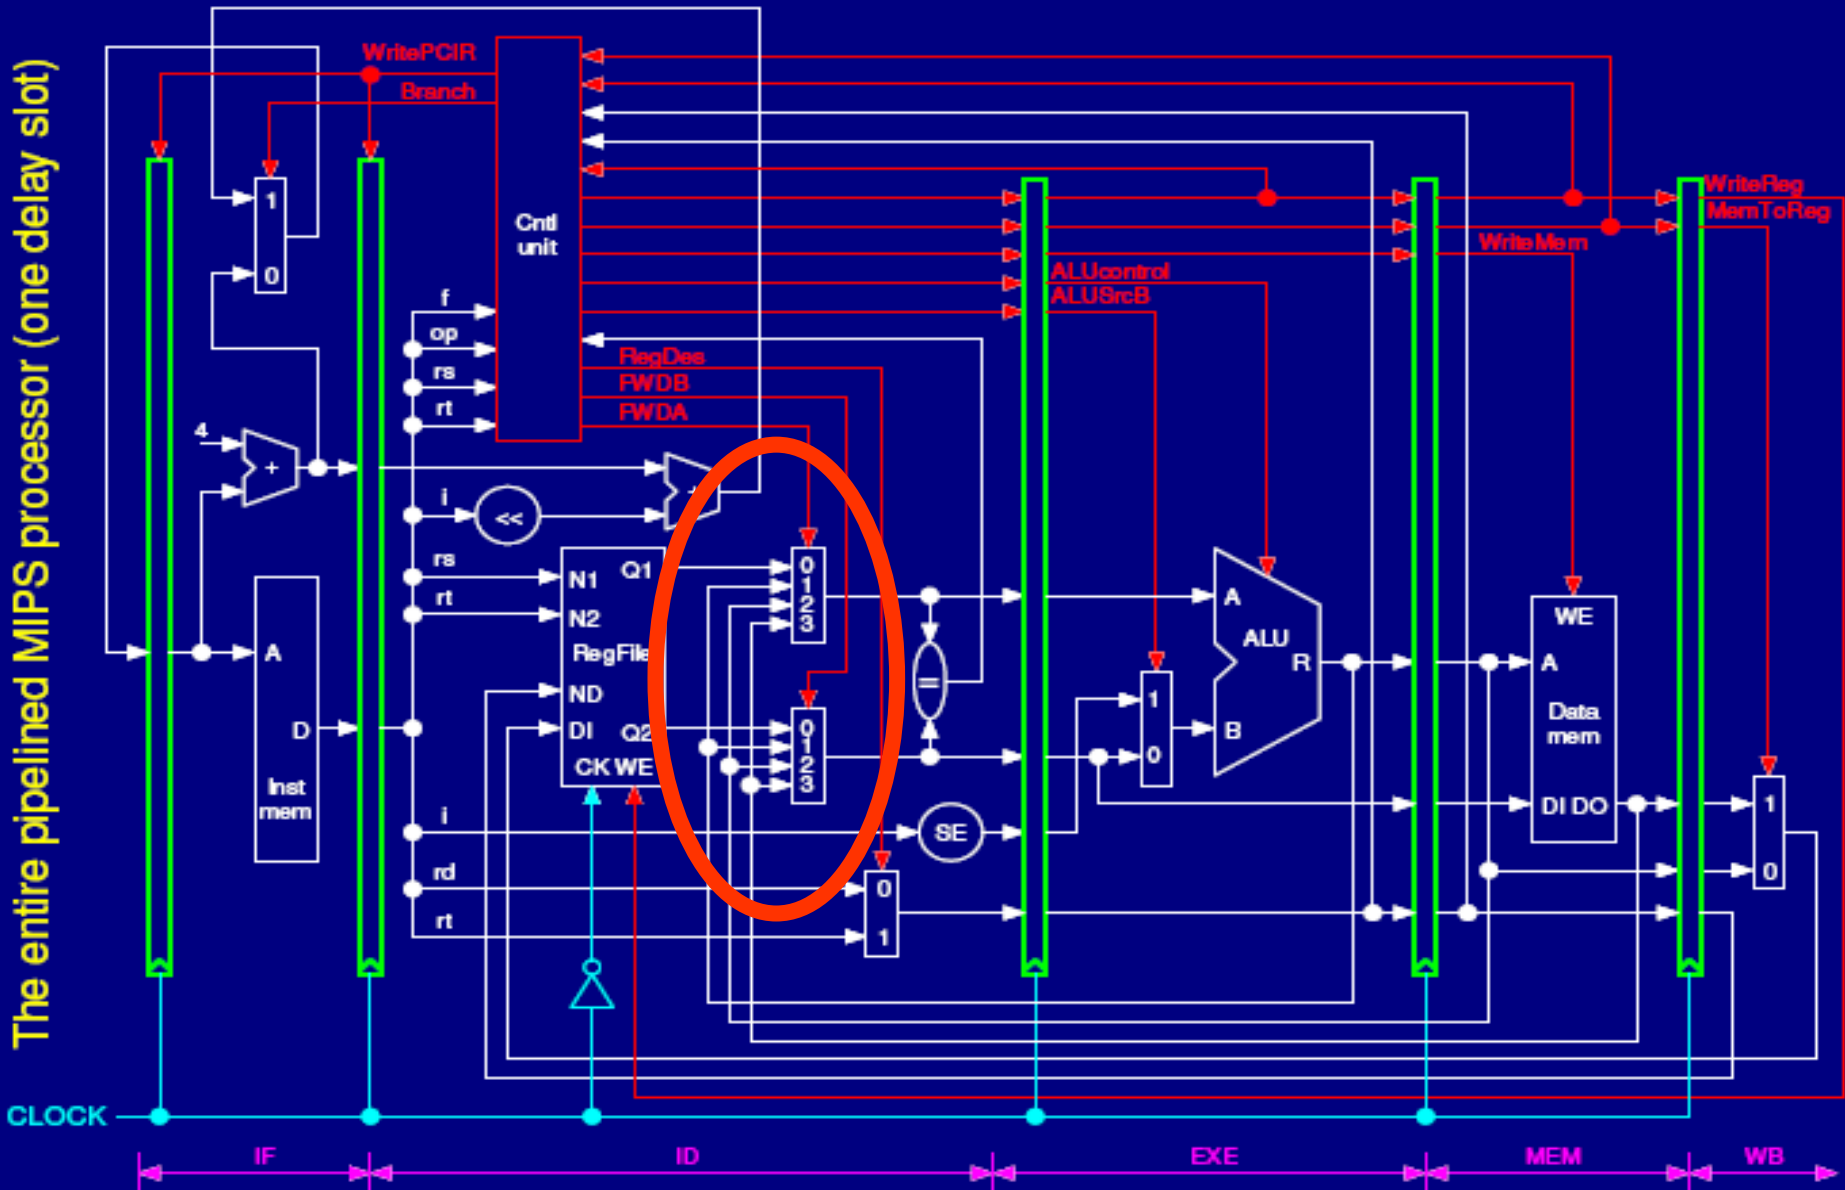 The entire pipelined MIPS processor (one delay slot)
WritePCIR
Branch
Cntl
unit
WriteReg
MemToReg
WriteMem
ALUcontrol
ALUSrcB
RegDes
FWDB
FWDA
1
0
f
op
rs
rt
4
+
i
<<
rs
rt
N1
N2
RegFile
ND
DI
Q1
Q2
CK WE
0
1
2
3
0
1
2
3
=
A
D
Inst
mem
i
SE
rd
rt
0
1
1
0
A
ALU
R
B
WE
A
Data
mem
DI DO
1
0
CLOCK
IF
ID
EXE
MEM
WB